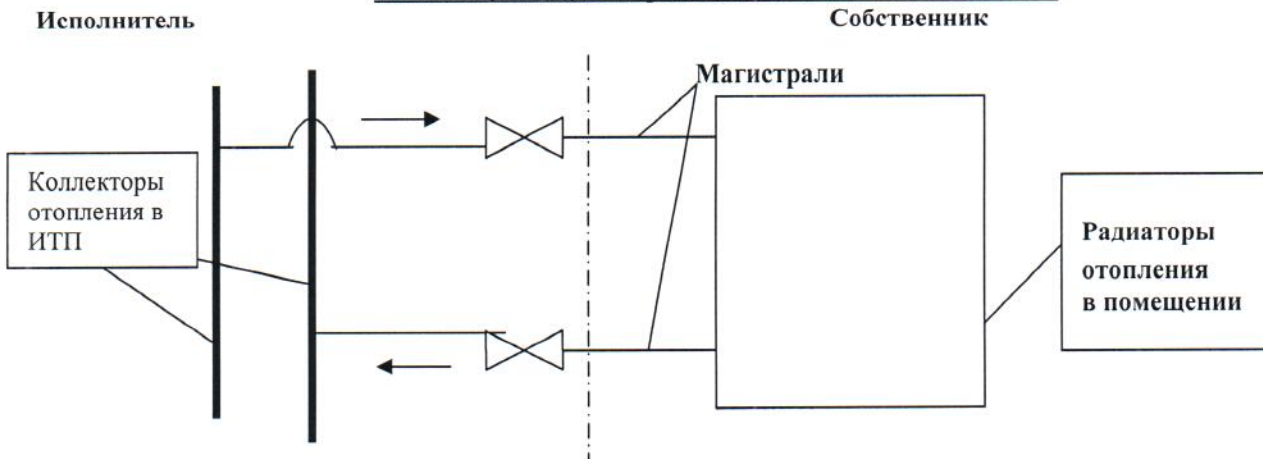 Исполнитель
Собственник
Магистрали
Коллекторы
отопления в
ИТП
Радиаторы
отопления
в помещении